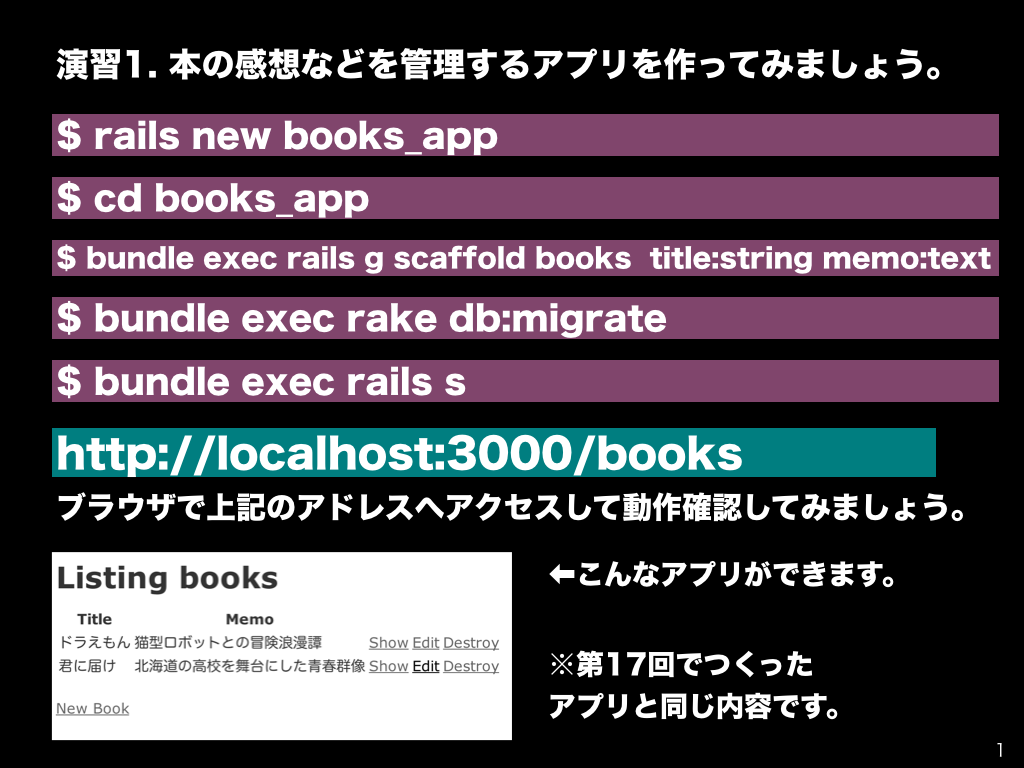 演習1. 本の感想などを管理するアプリを作ってみましょう。
$ rails new books_app
$ cd books_app
$ bundle exec rails g scaffold books  title:string memo:text
$ bundle exec rake db:migrate
$ bundle exec rails s
http://localhost:3000/books
ブラウザで上記のアドレスへアクセスして動作確認してみましょう。
Listing books
Title Memo
ドラえもん 猫型ロボットとの冒険浪漫譚 Show Edit Destroy
君に届け 北海道の高校を舞台にした青春群像 Show Edit Destroy
New Book
←こんなアプリができます。
※第17回でつくった
アプリと同じ内容です。
1